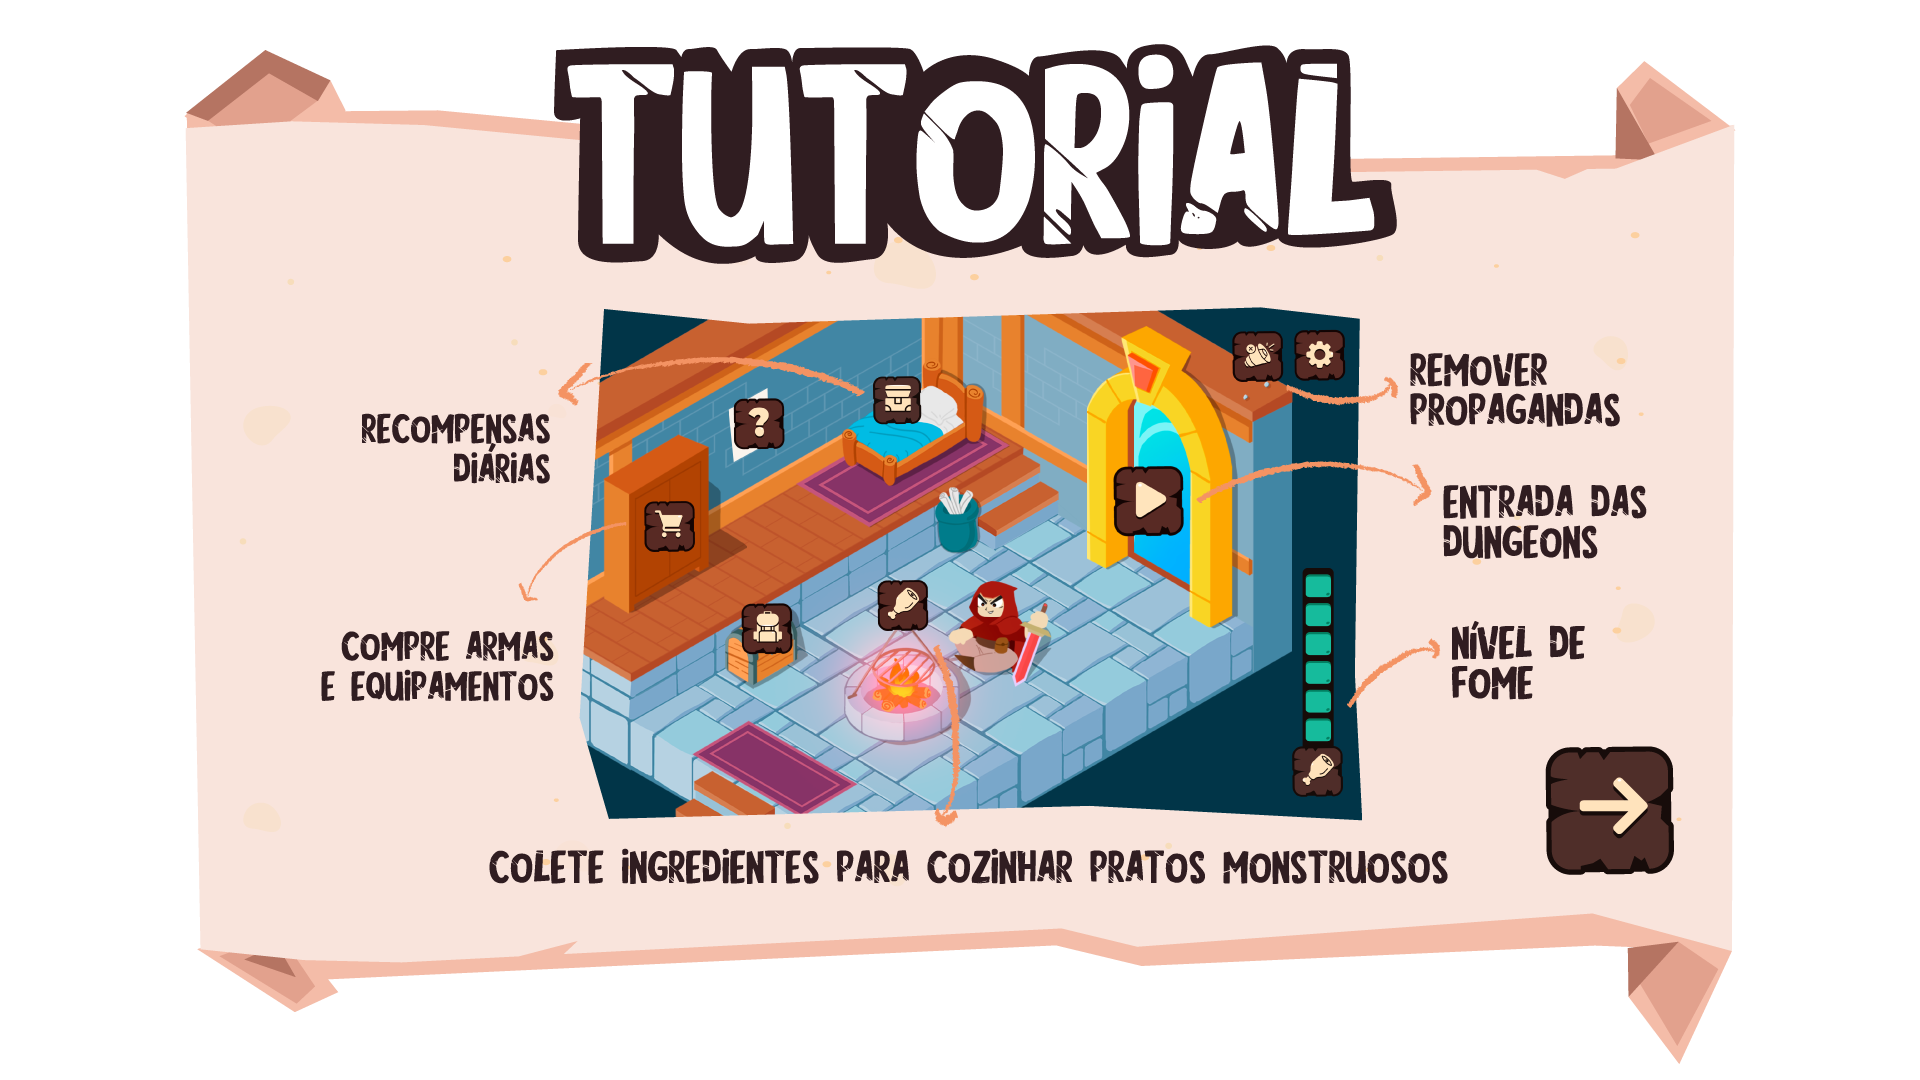 TUTORIAL
RECOMPENSAS
DIÁRIAS
COMPRE ARMAS
E EQUIPAMENTOS
?
REMOVER
PROPAGANDAS
ENTRADA DAS
DUNGEONS
NÍVEL DE
FOME
COLETE INGREDIENTES PARA COZINHAR PRATOS MONSTRUOSOS